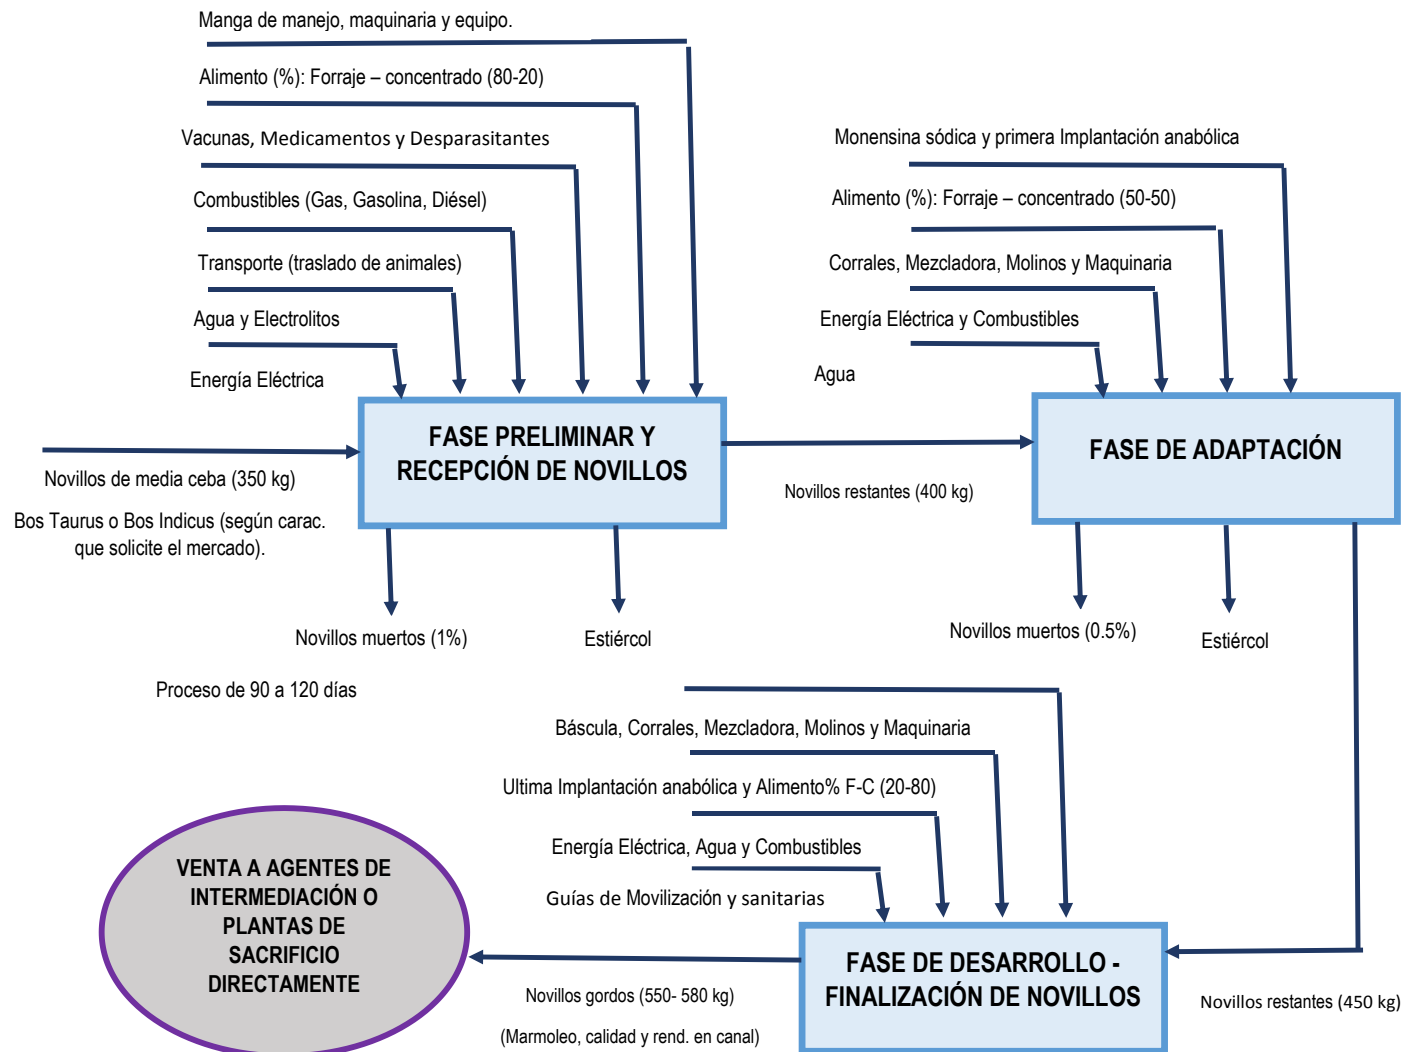 Manga de manejo, maquinaria y equipo.
Alimento (%): Forraje – concentrado (80-20)
Vacunas, Medicamentos y Desparasitantes
Combustibles (Gas, Gasolina, Diésel)
Transporte (traslado de animales)
Agua y Electrolitos
Energía Eléctrica
Monensina sódica y primera Implantación anabólica
Alimento (%): Forraje – concentrado (50-50)
Corrales, Mezcladora, Molinos y Maquinaria
Energía Eléctrica y Combustibles
Agua
FASE PRELIMINAR Y
RECEPCIÓN DE NOVILLOS
FASE DE ADAPTACIÓN
Novillos de media ceba (350 kg)
Bos Taurus o Bos Indicus (según carac.
que solicite el mercado).
Novillos restantes (400 kg)
Novillos muertos (1%)
Estiércol
Novillos muertos (0.5%)
Estiércol
Proceso de 90 a 120 días
Báscula, Corrales, Mezcladora, Molinos y Maquinaria
Ultima Implantación anabólica y Alimento% F-C (20-80)
Energía Eléctrica, Agua y Combustibles
Guías de Movilización y sanitarias
VENTA A AGENTES DE
INTERMEDIACIÓN O
PLANTAS DE
SACRIFICIO
DIRECTAMENTE
FASE DE DESARROLLO -
FINALIZACIÓN DE NOVILLOS
Novillos gordos (550- 580 kg)
(Marmoleo, calidad y rend. en canal)
Novillos restantes (450 kg)